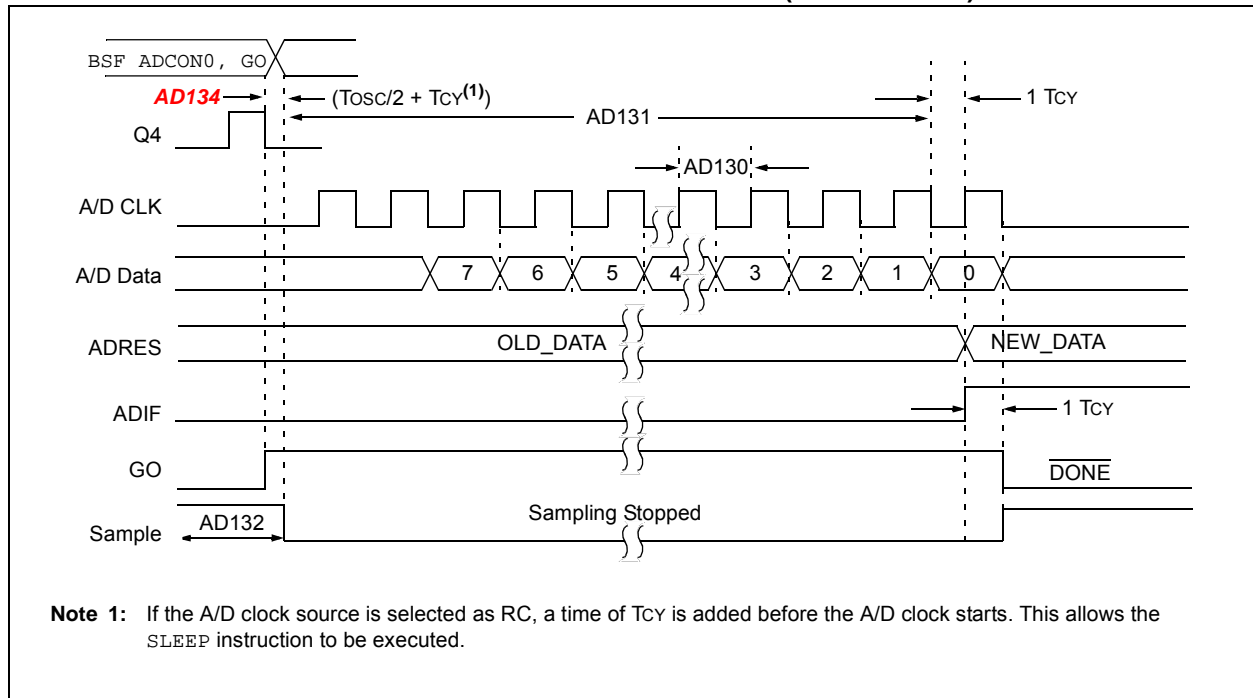 BSF ADCON0, GO
AD134
(TOSC/2 + TCY(1))
1 TCY
AD131
Q4
AD130
A/D CLK
A/D Data
7
6
5
4
3
2
1
0
ADRES
OLD_DATA
NEW_DATA
ADIF
1 TCY
GO
DONE
Sample
AD132
Sampling Stopped
Note 1: If the A/D clock source is selected as RC, a time of TCY is added before the A/D clock starts. This allows the
SLEEP instruction to be executed.